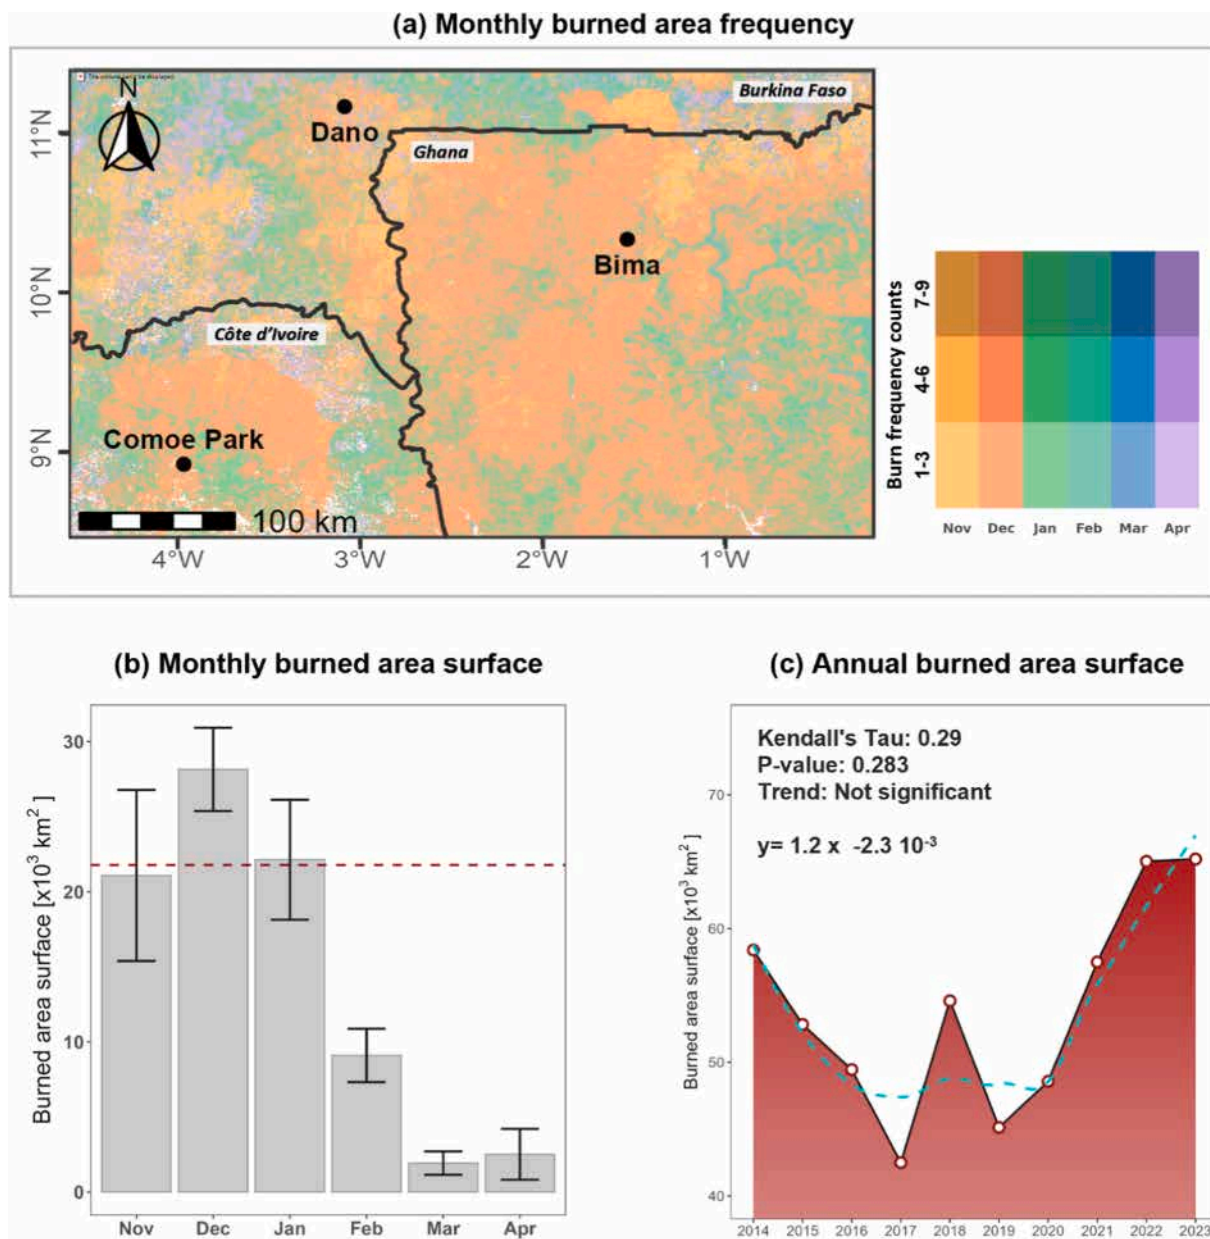 (a) Monthly burned area frequency
N
Burkina Faso
Dano
Ghana
Bima
Côte d'Ivoire
Comoe Park
100 km
11°N
10°N
9°N
4°W
3°W
2°W
1°W
Burn frequency counts
7-9
4-6
1-3
Nov Dec Jan Feb Mar Apr
(b) Monthly burned area surface
Burned area surface [x10³ km² ]
30
20
10
0
Nov Dec Jan Feb Mar Apr
(c) Annual burned area surface
Kendall's Tau: 0.29
P-value: 0.283
Trend: Not significant
y= 1.2 x -2.3 10⁻³
Burned area surface [x10³ km² ]
70
60
50
40
2014 2015 2016 2017 2018 2019 2020 2021 2022 2023